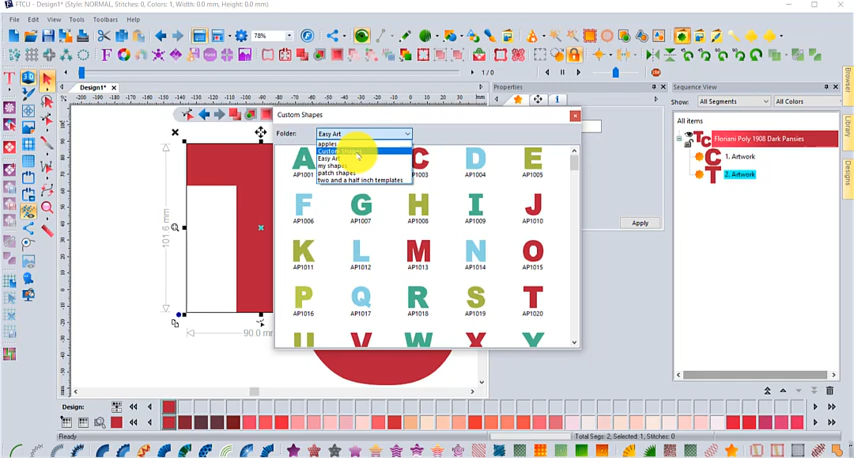 FTCU - Design1* (Style: NORMAL, Stitches: 0, Colors: 1, Width: 0.0 mm, Height: 0.0 mm)
File Edit View Tools Toolbars Help
78%
1 / 0
Design1*
Properties
Sequence View
Show: All Segments All Colors
All items
Floriani Poly 1908 Dark Pansies
1. Artwork
2. Artwork
Browser
Library
Designs
Custom Shapes
Folder: Easy Art
apples
Easy Art
my shapes
patch shapes
two and a half inch templates
A C D E
AP1001 AP1003 AP1004 AP1005
F G H I J
AP1006 AP1007 AP1008 AP1009 AP1010
K L M N O
AP1011 AP1012 AP1013 AP1014 AP1015
P Q R S T
AP1016 AP1017 AP1018 AP1019 AP1020
U V W X Y
Apply
101.6 mm
90.0 mm
Design:
Ready
Total Segs: 2, Selected: 1, Stitches: 0